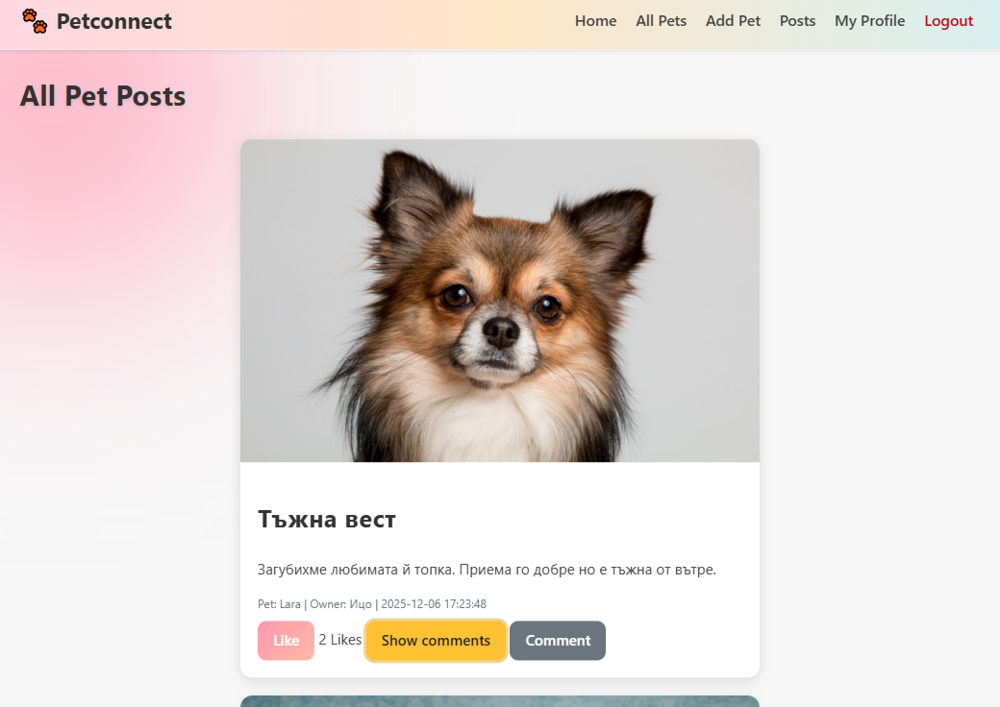 Petconnect
Home All Pets Add Pet Posts My Profile Logout
All Pet Posts
Тъжна вест
Загубихме любимата й топка. Приема го добре но е тъжна от вътре.
Pet: Lara | Owner: Ицо | 2025-12-06 17:23:48
Like 2 Likes Show comments Comment